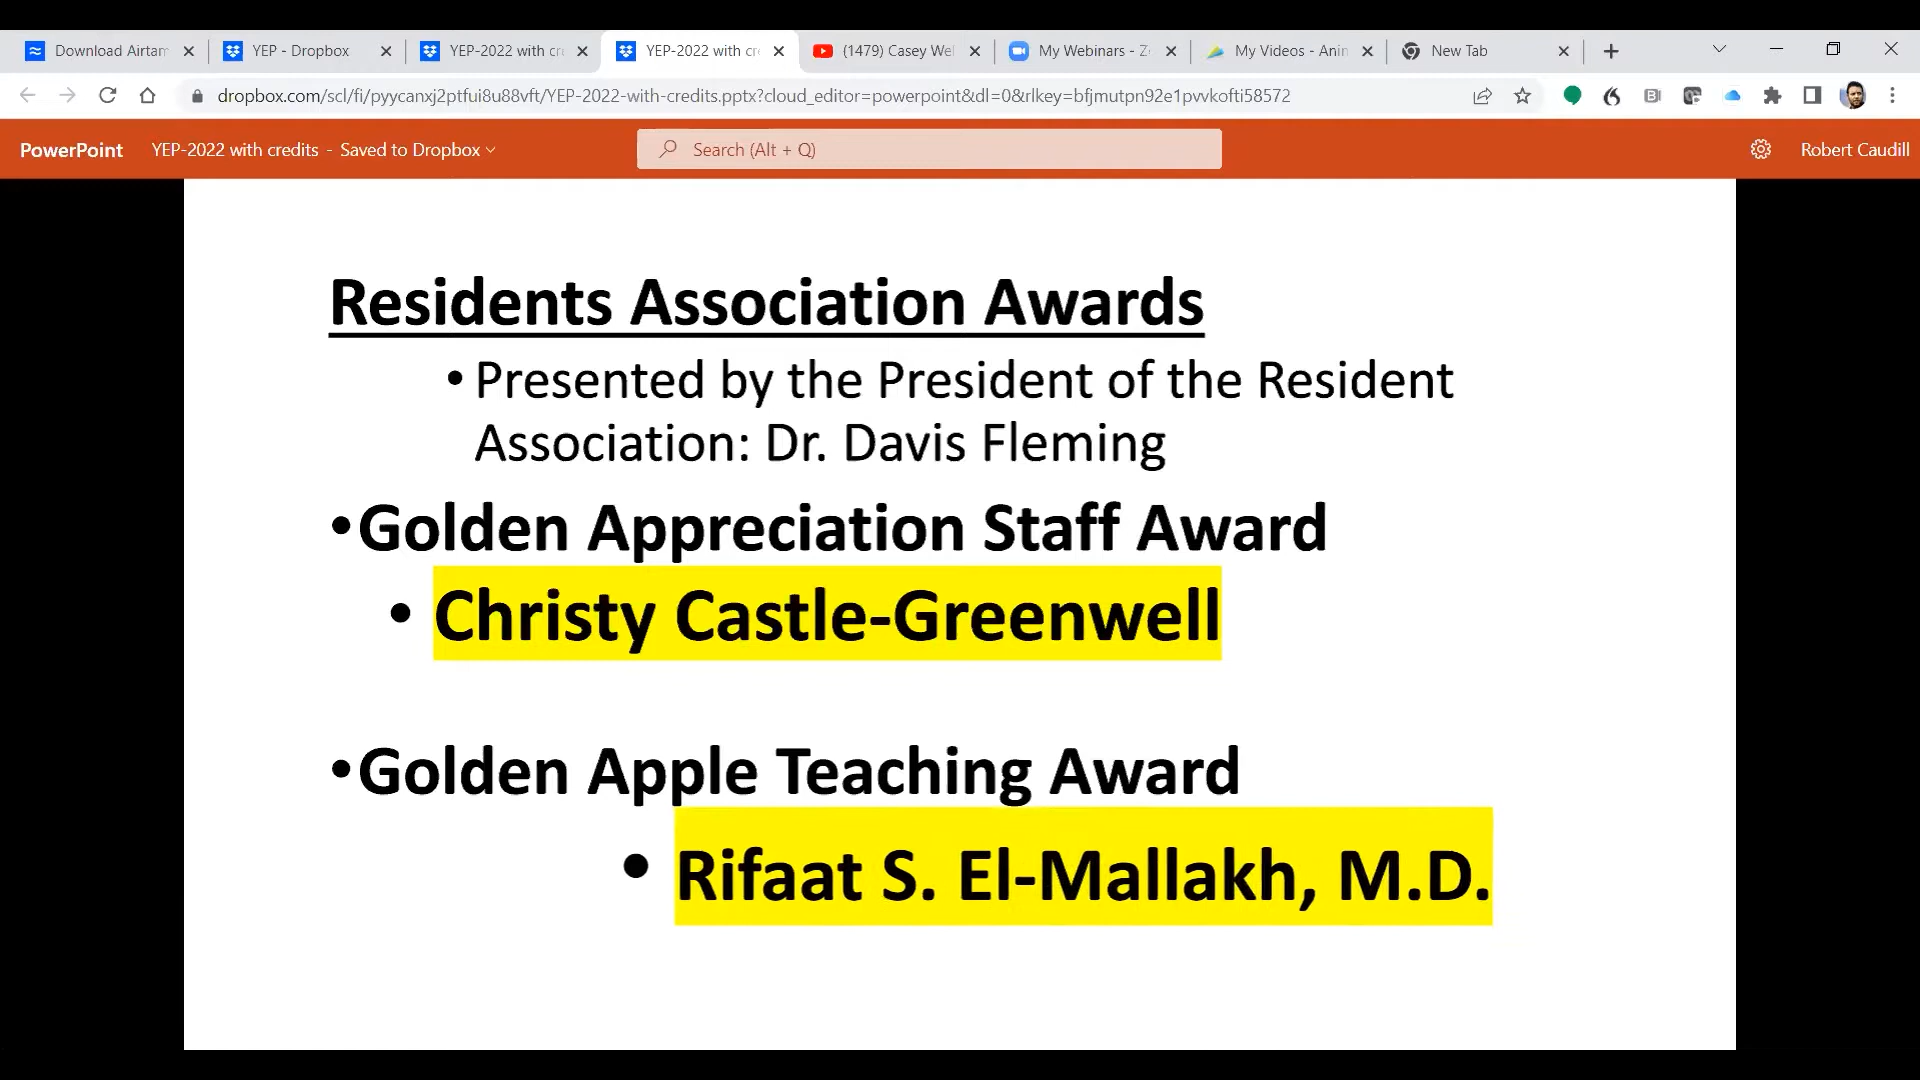 Download Airtam
YEP - Dropbox
YEP-2022 with cre
YEP-2022 with cre
(1479) Casey Wel
My Webinars - Z
My Videos - Anin
New Tab
dropbox.com/scl/fi/pyycanxj2ptfui8u88vft/YEP-2022-with-credits.pptx?cloud_editor=powerpoint&dl=0&rlkey=bfjmutpn92e1pvvkofti58572
PowerPoint YEP-2022 with credits - Saved to Dropbox
Search (Alt + Q)
Robert Caudill
Residents Association Awards
• Presented by the President of the Resident
Association: Dr. Davis Fleming
•Golden Appreciation Staff Award
• Christy Castle-Greenwell
•Golden Apple Teaching Award
• Rifaat S. El-Mallakh, M.D.